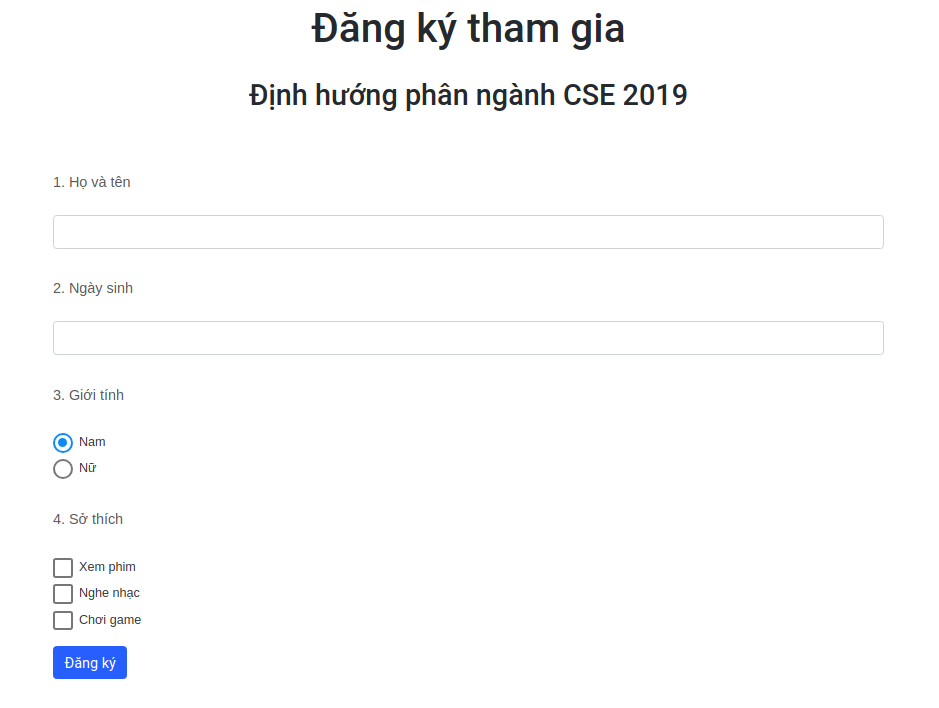 Đăng ký tham gia
Định hướng phân ngành CSE 2019
1. Họ và tên
2. Ngày sinh
3. Giới tính
Nam
Nữ
4. Sở thích
Xem phim
Nghe nhạc
Chơi game
Đăng ký